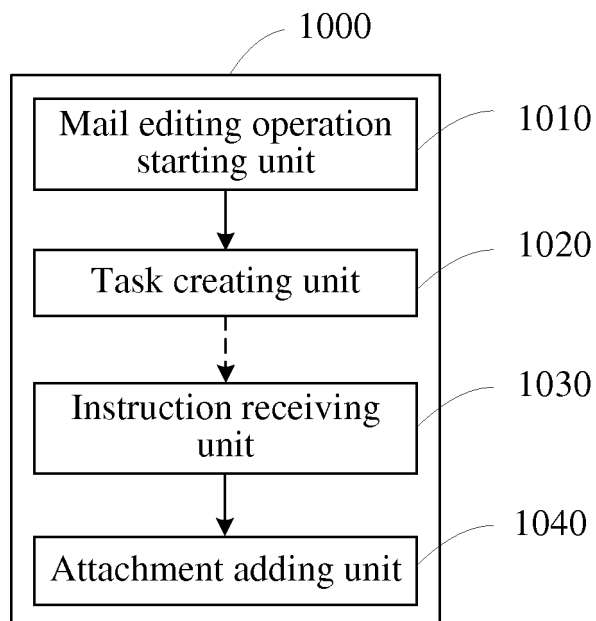 1000
Mail editing operation
starting unit
1010
Task creating unit
1020
Instruction receiving
unit
1030
Attachment adding unit
1040